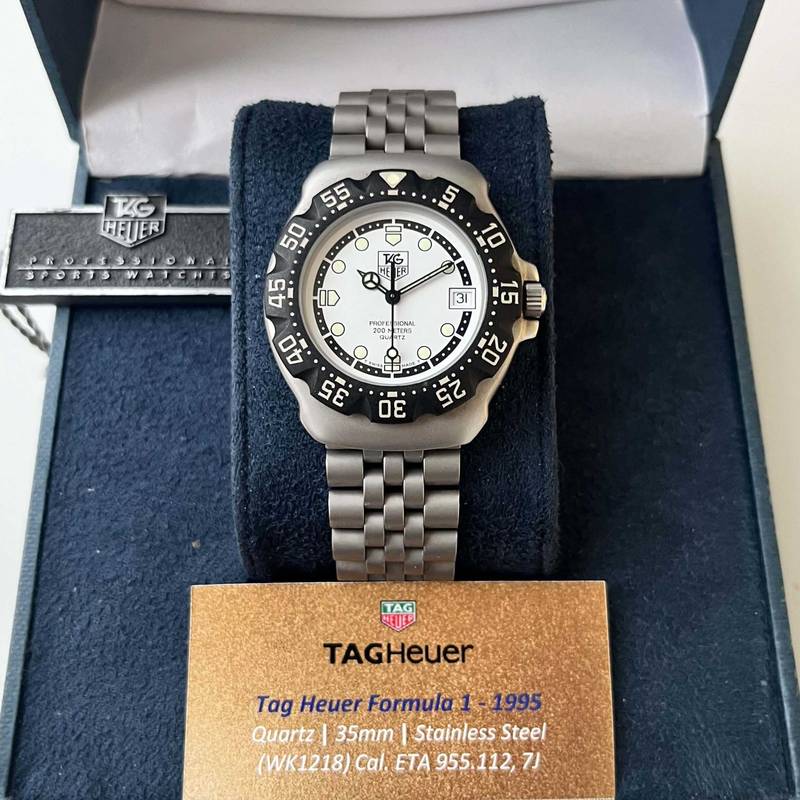 TAG
HEUER
PROFESSIONAL
SPORTS WATCHES
5
10
15
20
25
30
35
40
45
50
55
TAG
HEUER
31
PROFESSIONAL
200 METERS
QUARTZ
TAG
HEUER
TAGHeuer
Tag Heuer Formula 1 - 1995
Quartz | 35mm | Stainless Steel
(WK1218) Cal. ETA 955.112, 7J